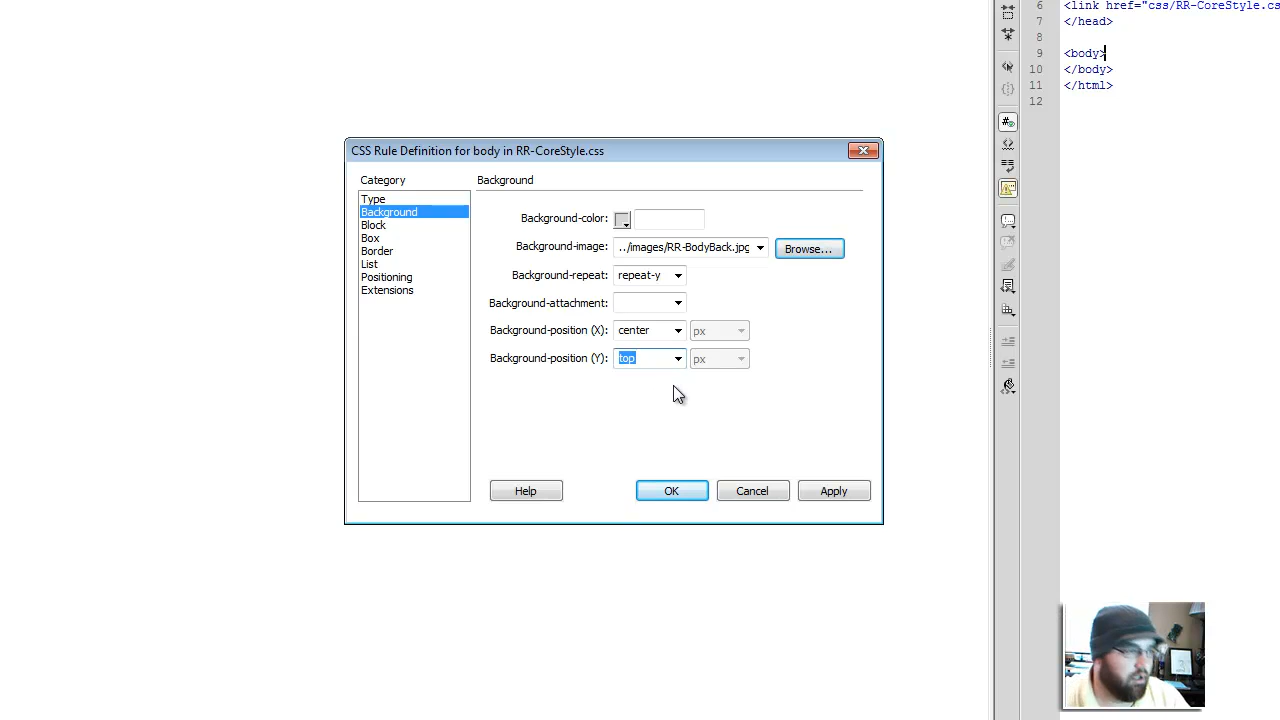 6 <link href="css/RR-CoreStyle.cs
7 </head>
8
9 <body>
10 </body>
11 </html>
12
CSS Rule Definition for body in RR-CoreStyle.css
Category
Type
Background
Block
Box
Border
List
Positioning
Extensions
Background
Background-color:
Background-image: ../images/RR-BodyBack.jpg Browse...
Background-repeat: repeat-y
Background-attachment:
Background-position (X): center px
Background-position (Y): top px
Help OK Cancel Apply